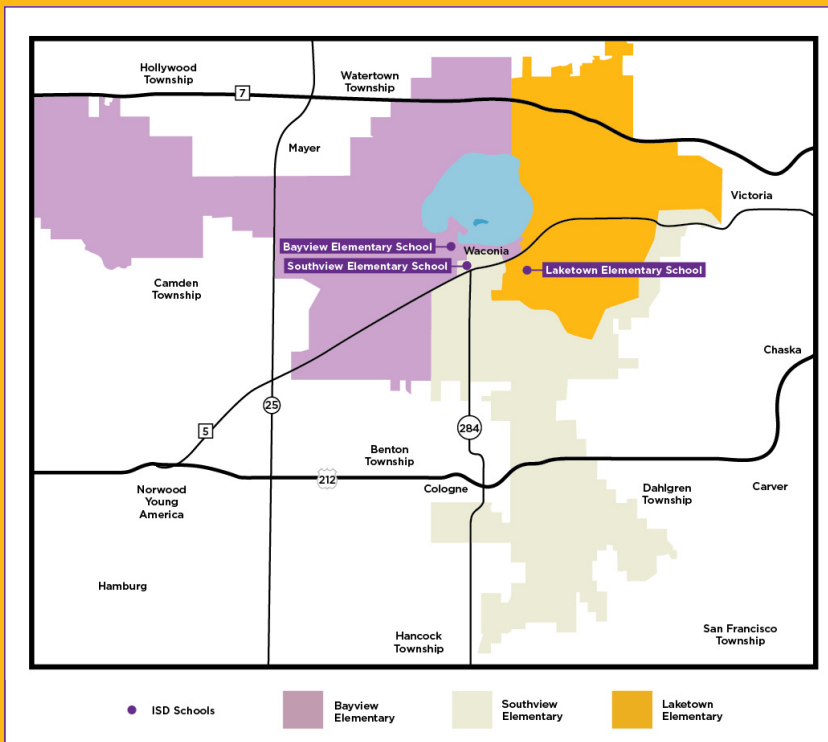 Hollywood
Township
Watertown
Township
7
Mayer
Victoria
Bayview Elementary School
Waconia
Southview Elementary School
Laketown Elementary School
Camden
Township
Chaska
25
5
284
Benton
Township
212
Cologne
Norwood
Young
America
Dahlgren
Township
Carver
Hamburg
Hancock
Township
San Francisco
Township
ISD Schools
Bayview
Elementary
Southview
Elementary
Laketown
Elementary